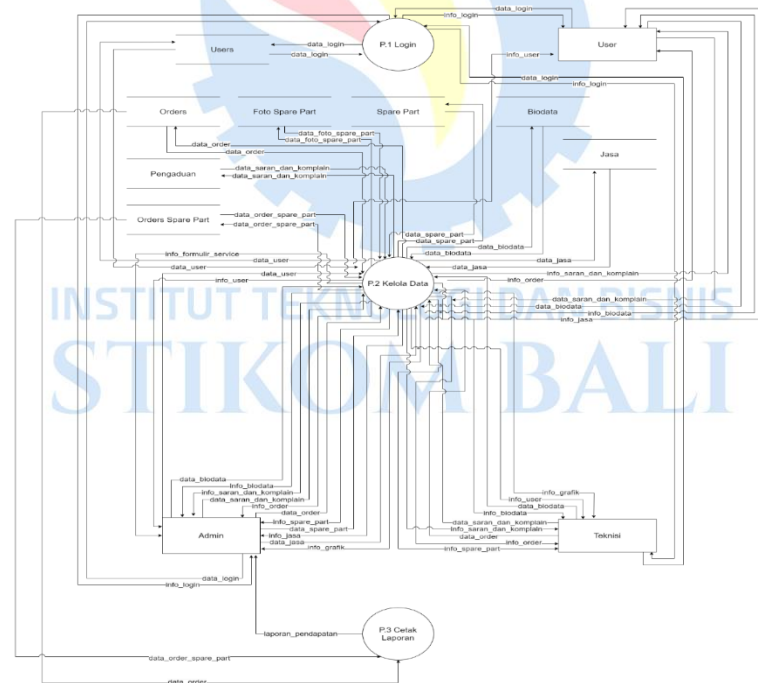 data_login
info_login
P.1 Login
User
Users
data_login
data_login
info_user
data_login
info_login
Orders
Foto Spare Part
Spare Part
Biodata
data_foto_spare_part
data_foto_spare_part
data_order
data_order
Jasa
Pengaduan
data_saran_dan_komplain
data_saran_dan_komplain
Orders Spare Part
data_order_spare_part
data_order_spare_part
data_spare_part
data_spare_part
data_biodata
data_biodata
info_formulir_service
data_user
data_user
data_jasa
data_jasa
data_user
info_user
info_saran_dan_komplain
info_order
P.2 Kelola Data
INSTITUT TEKNOLOGI DAN BISNIS
data_saran_dan_komplain
data_biodata
info_biodata
info_jasa
STIKOM BALI
data_biodata
info_biodata
info_saran_dan_komplain
data_saran_dan_komplain
info_order
data_order
info_spare_part
data_spare_part
info_jasa
data_jasa
info_grafik
Admin
info_grafik
info_user
data_biodata
info_biodata
data_saran_dan_komplain
info_saran_dan_komplain
data_order
info_order
info_spare_part
Teknisi
data_login
info_login
laporan_pendapatan
P.3 Cetak
Laporan
data_order_spare_part
data_order